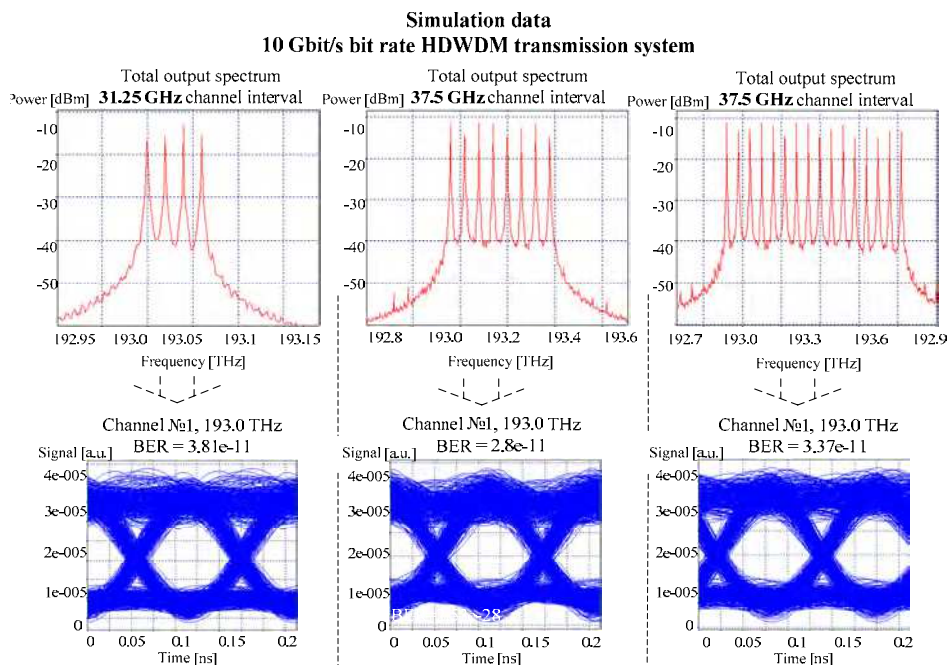 Simulation data
10 Gbit/s bit rate HDWDM transmission system
Total output spectrum
Power [dBm] 31.25 GHz channel interval
-10
-20
-30
-40
-50
192.95 193.0 193.05 193.1 193.15
Frequency [THz]
Channel №1, 193.0 THz
BER = 3.81e-11
Signal [a.u.]
4e-005
3e-005
2e-005
1e-005
0
0 0.05 0.1 0.15 0.2
Time [ns]
Total output spectrum
Power [dBm] 37.5 GHz channel interval
-10
-20
-30
-40
-50
192.8 193.0 193.2 193.4 193.6
Frequency [THz]
Channel №1, 193.0 THz
BER = 2.8e-11
Signal [a.u.]
4e-005
3e-005
2e-005
1e-005
0
0 0.05 0.1 0.15 0.2
Time [ns]
Total output spectrum
Power [dBm] 37.5 GHz channel interval
-10
-20
-30
-40
-50
192.7 193.0 193.3 193.6 192.9
Frequency [THz]
Channel №1, 193.0 THz
BER = 3.37e-11
Signal [a.u.]
4e-005
3e-005
2e-005
1e-005
0
0 0.05 0.1 0.15 0.2
Time [ns]